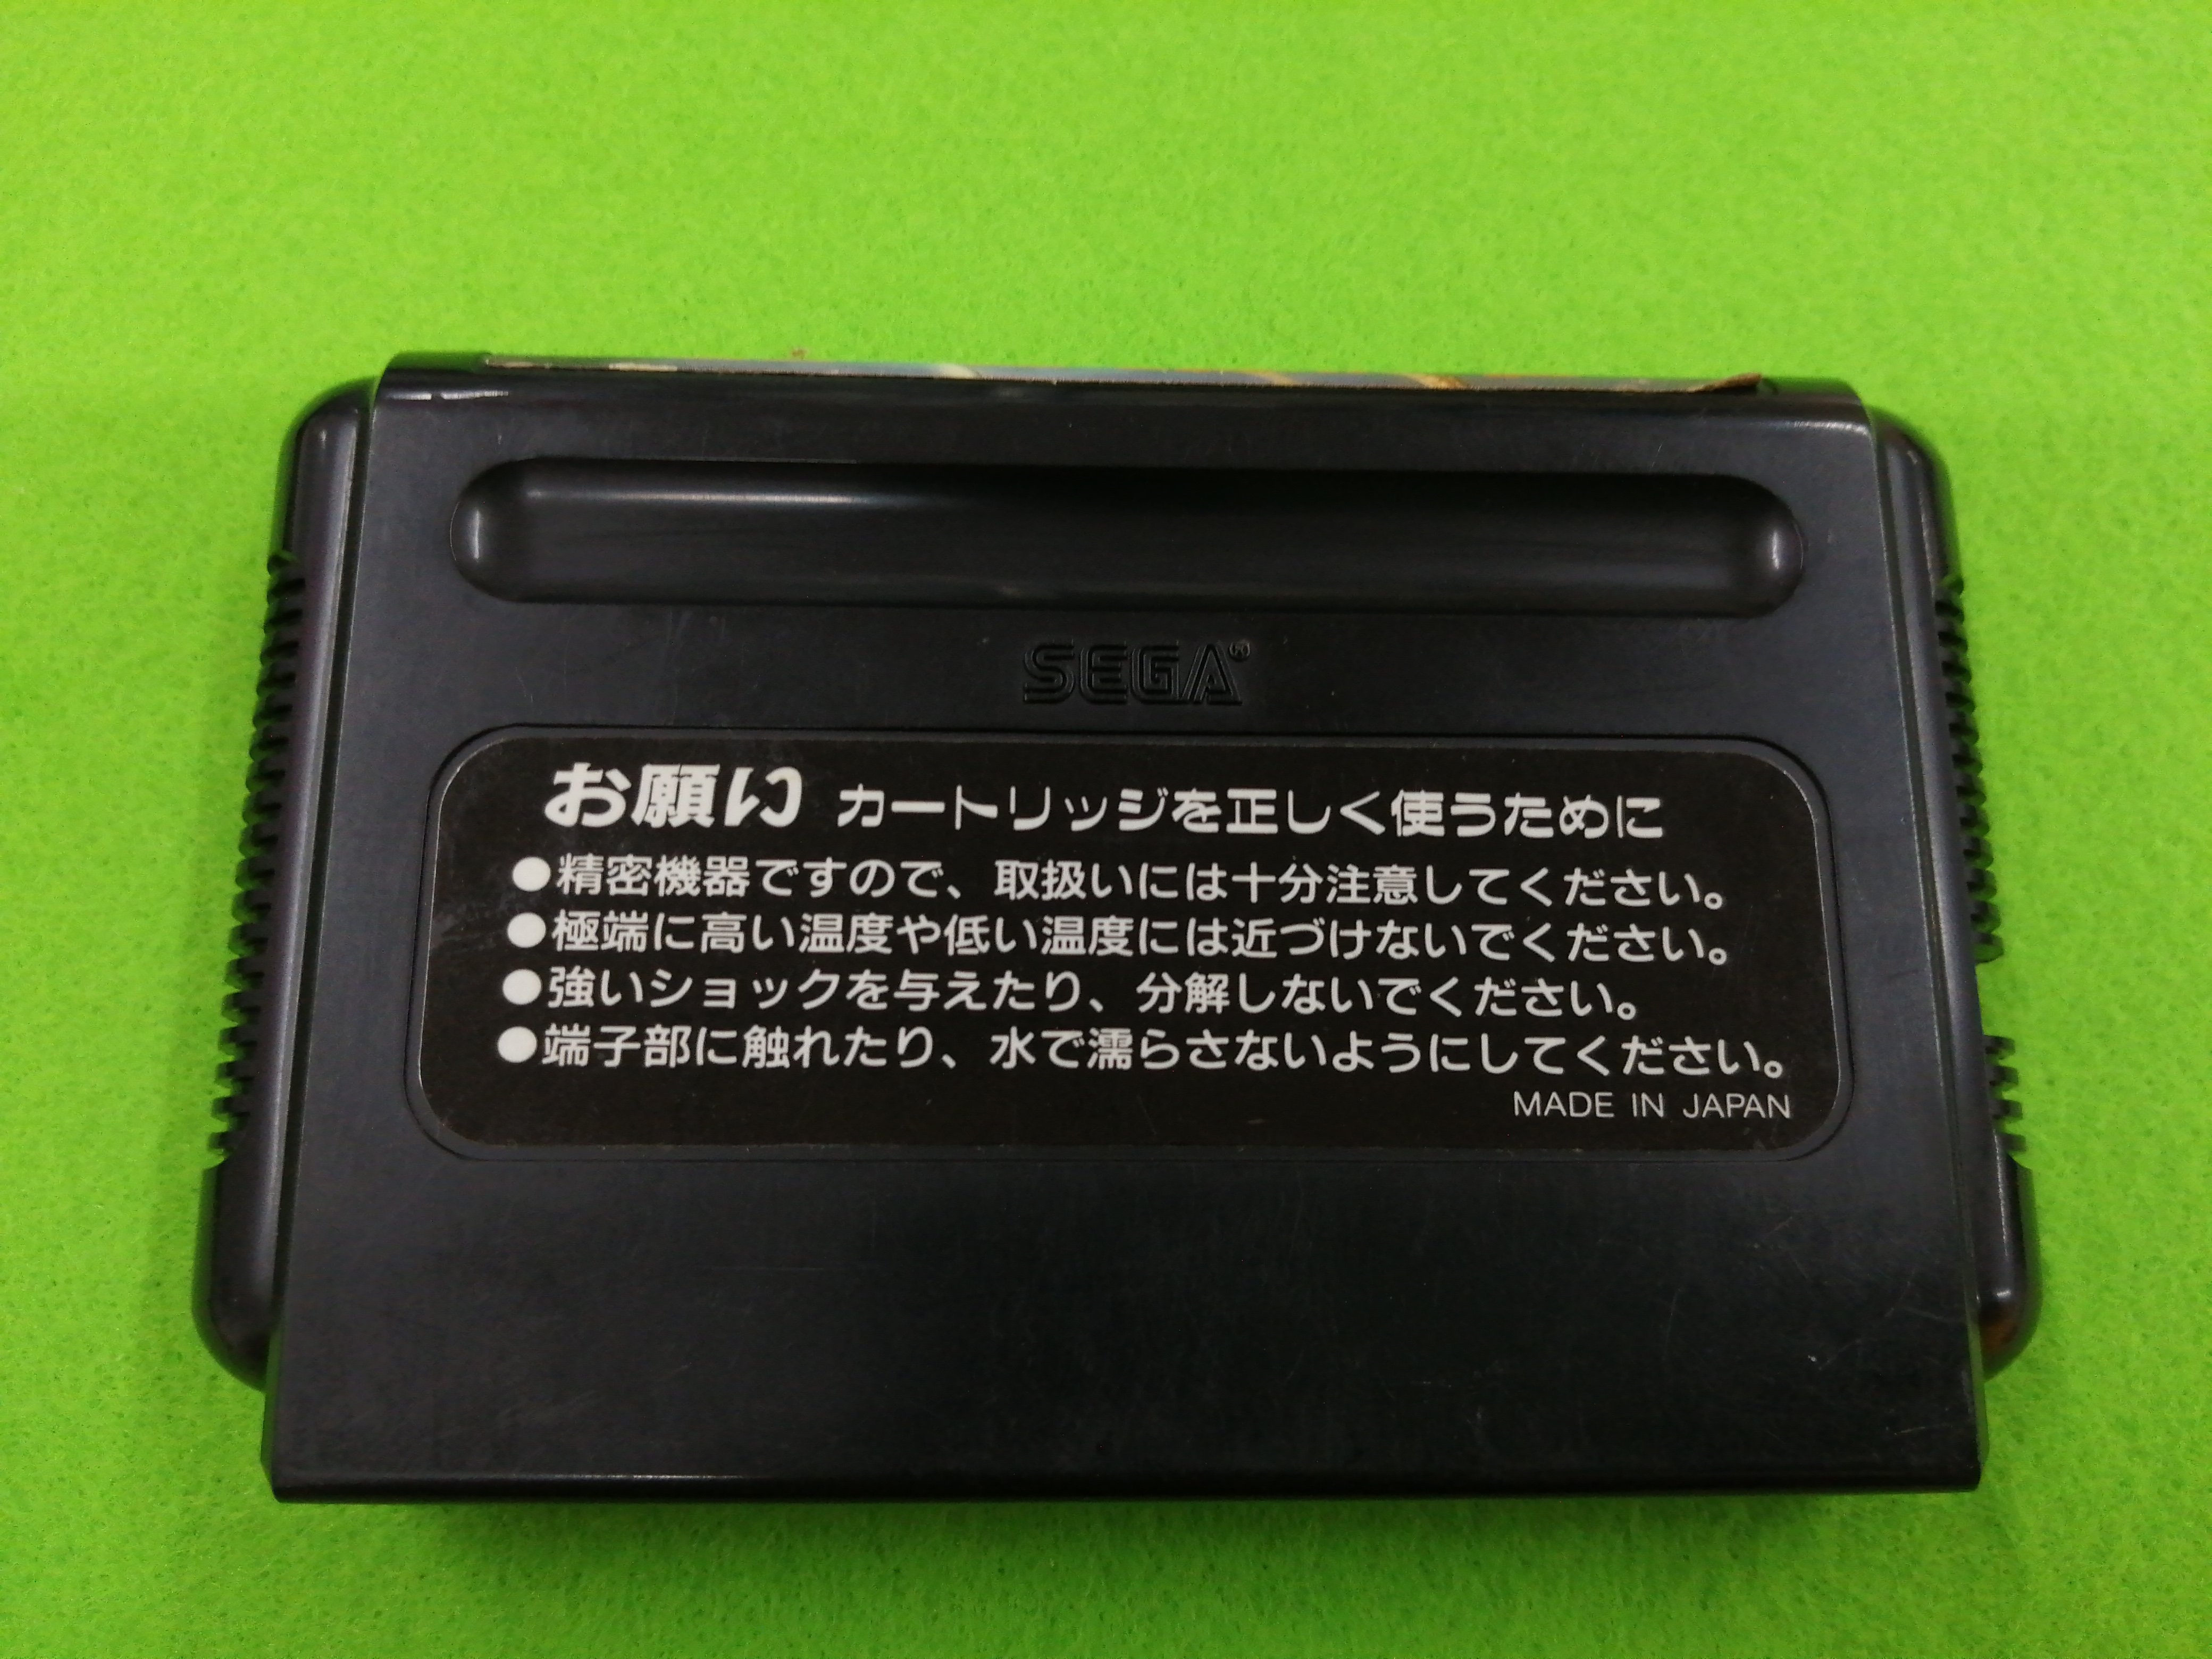 SEGA®
お願い カートリッジを正しく使うために
●精密機器ですので、取扱いには十分注意してください。
●極端に高い温度や低い温度には近づけないでください。
●強いショックを与えたり、分解しないでください。
●端子部に触れたり、水で濡らさないようにしてください。
MADE IN JAPAN